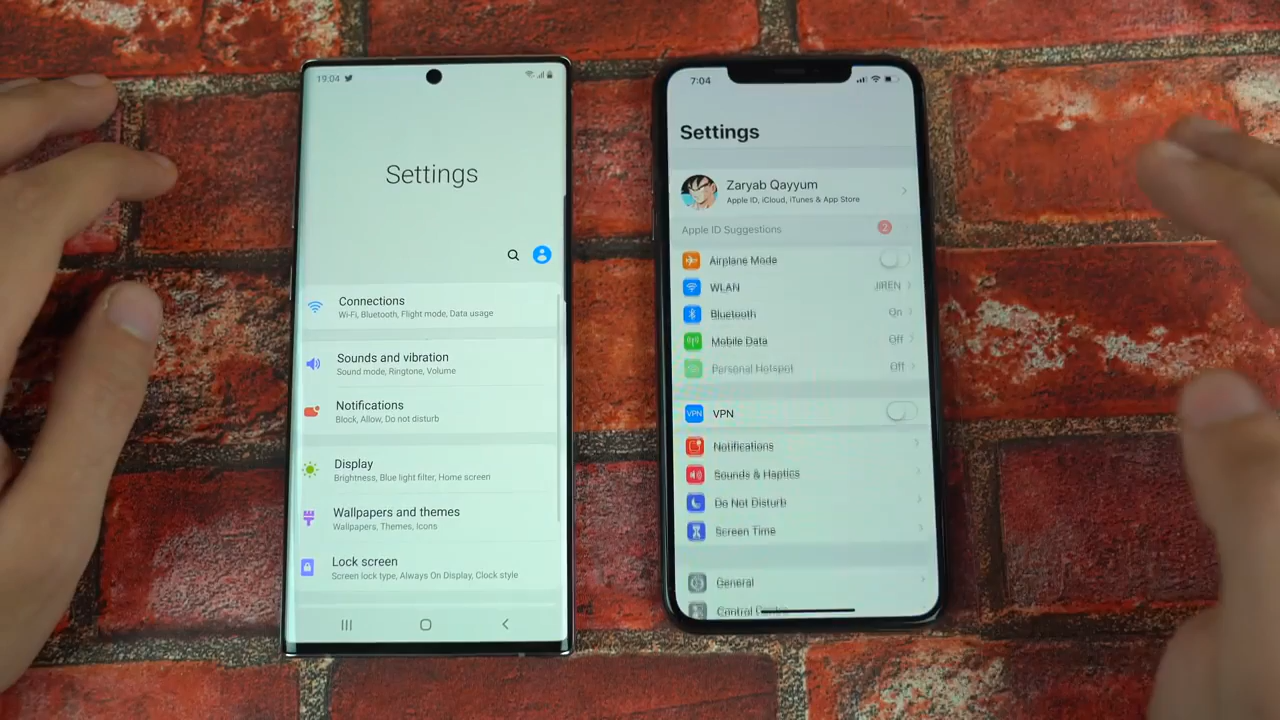 19:04
Settings
Connections
Wi-Fi, Bluetooth, Flight mode, Data usage
Sounds and vibration
Sound mode, Ringtone, Volume
Notifications
Block, Allow, Do not disturb
Display
Brightness, Blue light filter, Home screen
Wallpapers and themes
Wallpapers, Themes, Icons
Lock screen
Screen lock type, Always On Display, Clock style
7:04
Settings
Zaryab Qayyum
Apple ID, iCloud, iTunes & App Store
Apple ID Suggestions 2
Airplane Mode
WLAN JIREN
Bluetooth On
Mobile Data Off
Personal Hotspot Off
VPN VPN
Notifications
Sounds & Haptics
Do Not Disturb
Screen Time
General
Control Centre